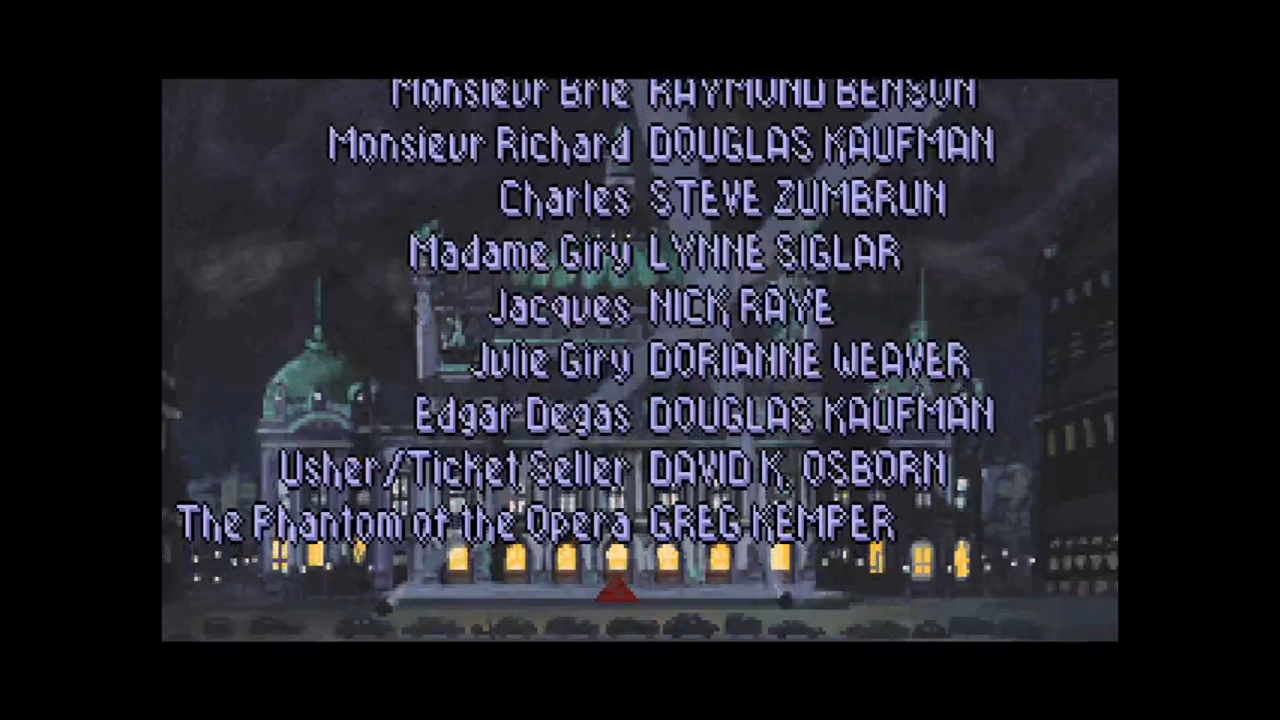 Monsieur Brie RAYMOND BENSON
Monsieur Richard DOUGLAS KAUFMAN
Charles STEVE ZUMBRUN
Madame Giry LYNNE SIGLAR
Jacques NICK RAYE
Julie Giry DORIANNE WEAVER
Edgar Degas DOUGLAS KAUFMAN
Usher/Ticket Seller DAVID K. OSBORN
The Phantom of the Opera GREG KEMPER